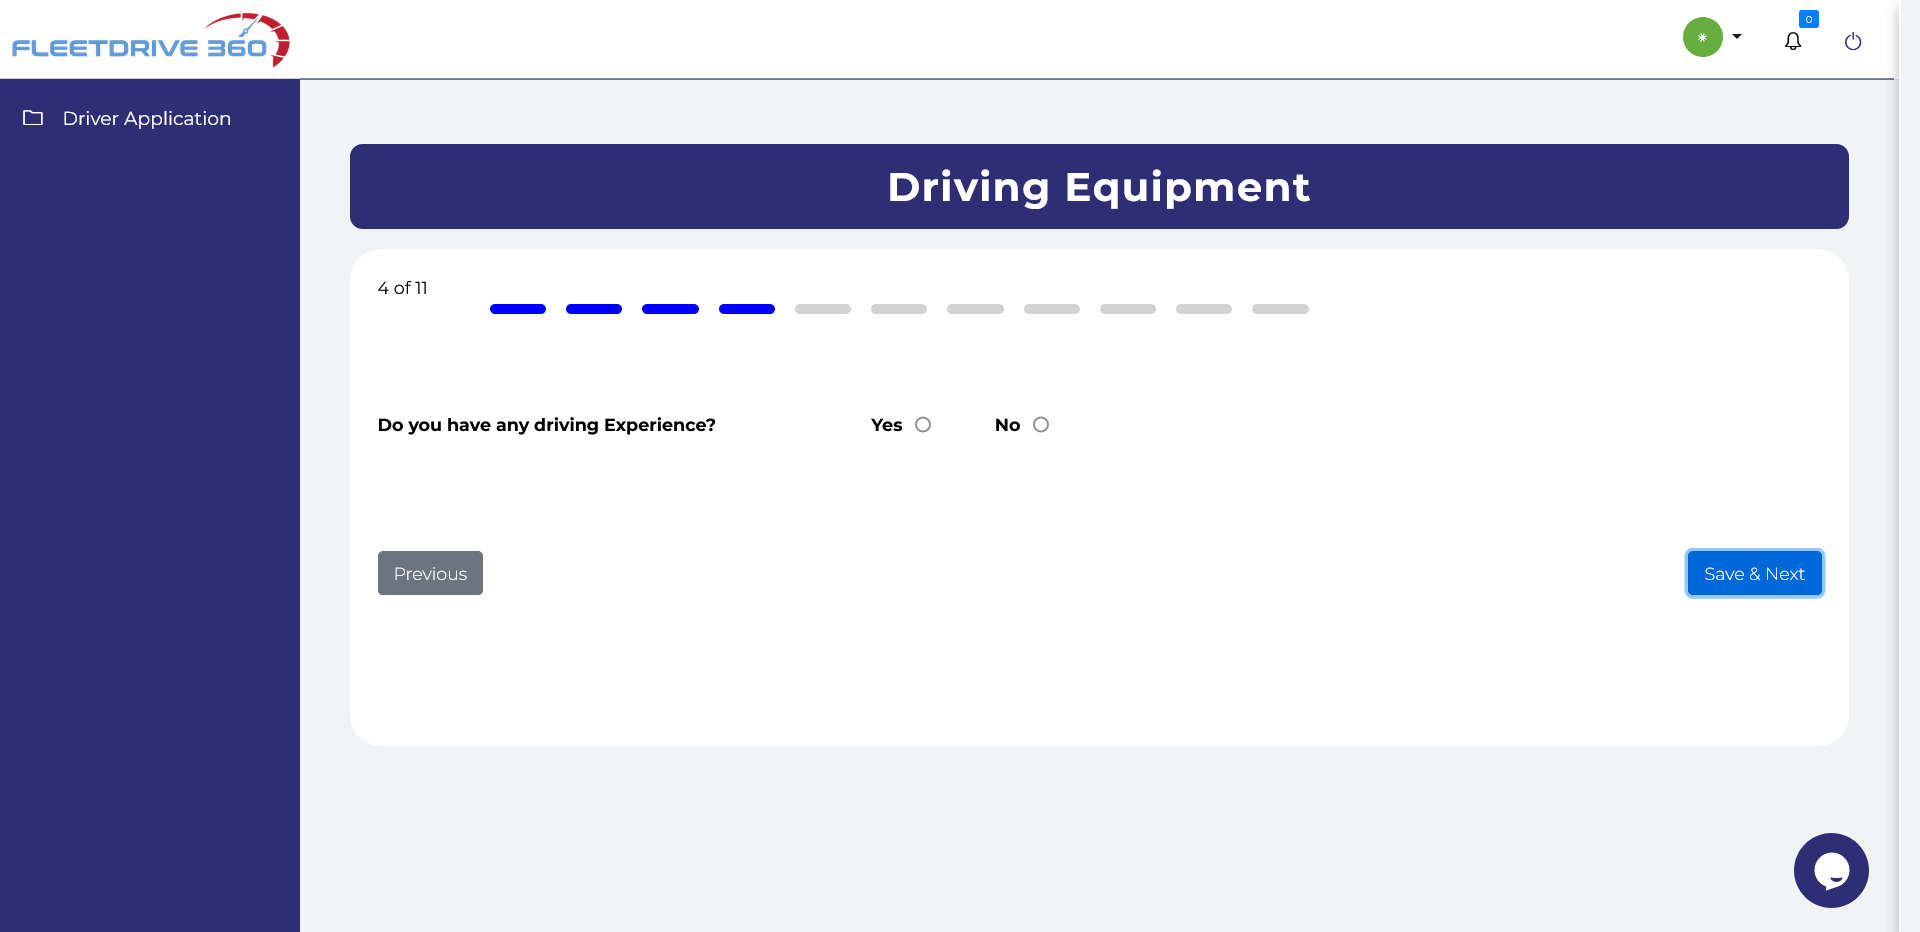 FLEETDRIVE 360
0
Driver Application
Driving Equipment
4 of 11
Do you have any driving Experience? Yes No
Previous Save & Next